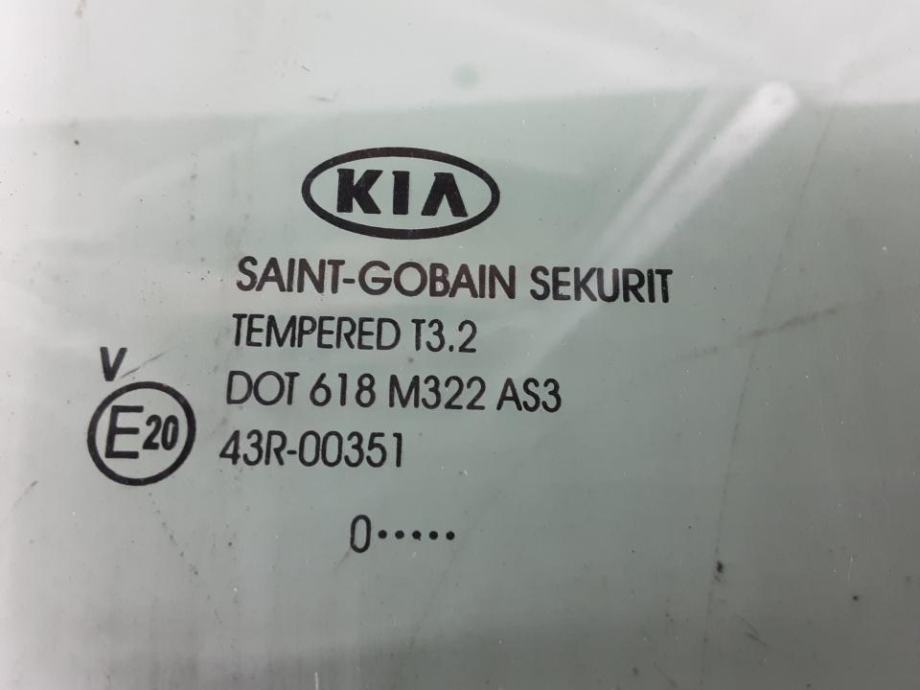 KIA
SAINT-GOBAIN SEKURIT
TEMPERED T3.2
V
DOT 618 M322 AS3
E20
43R-00351
0·····